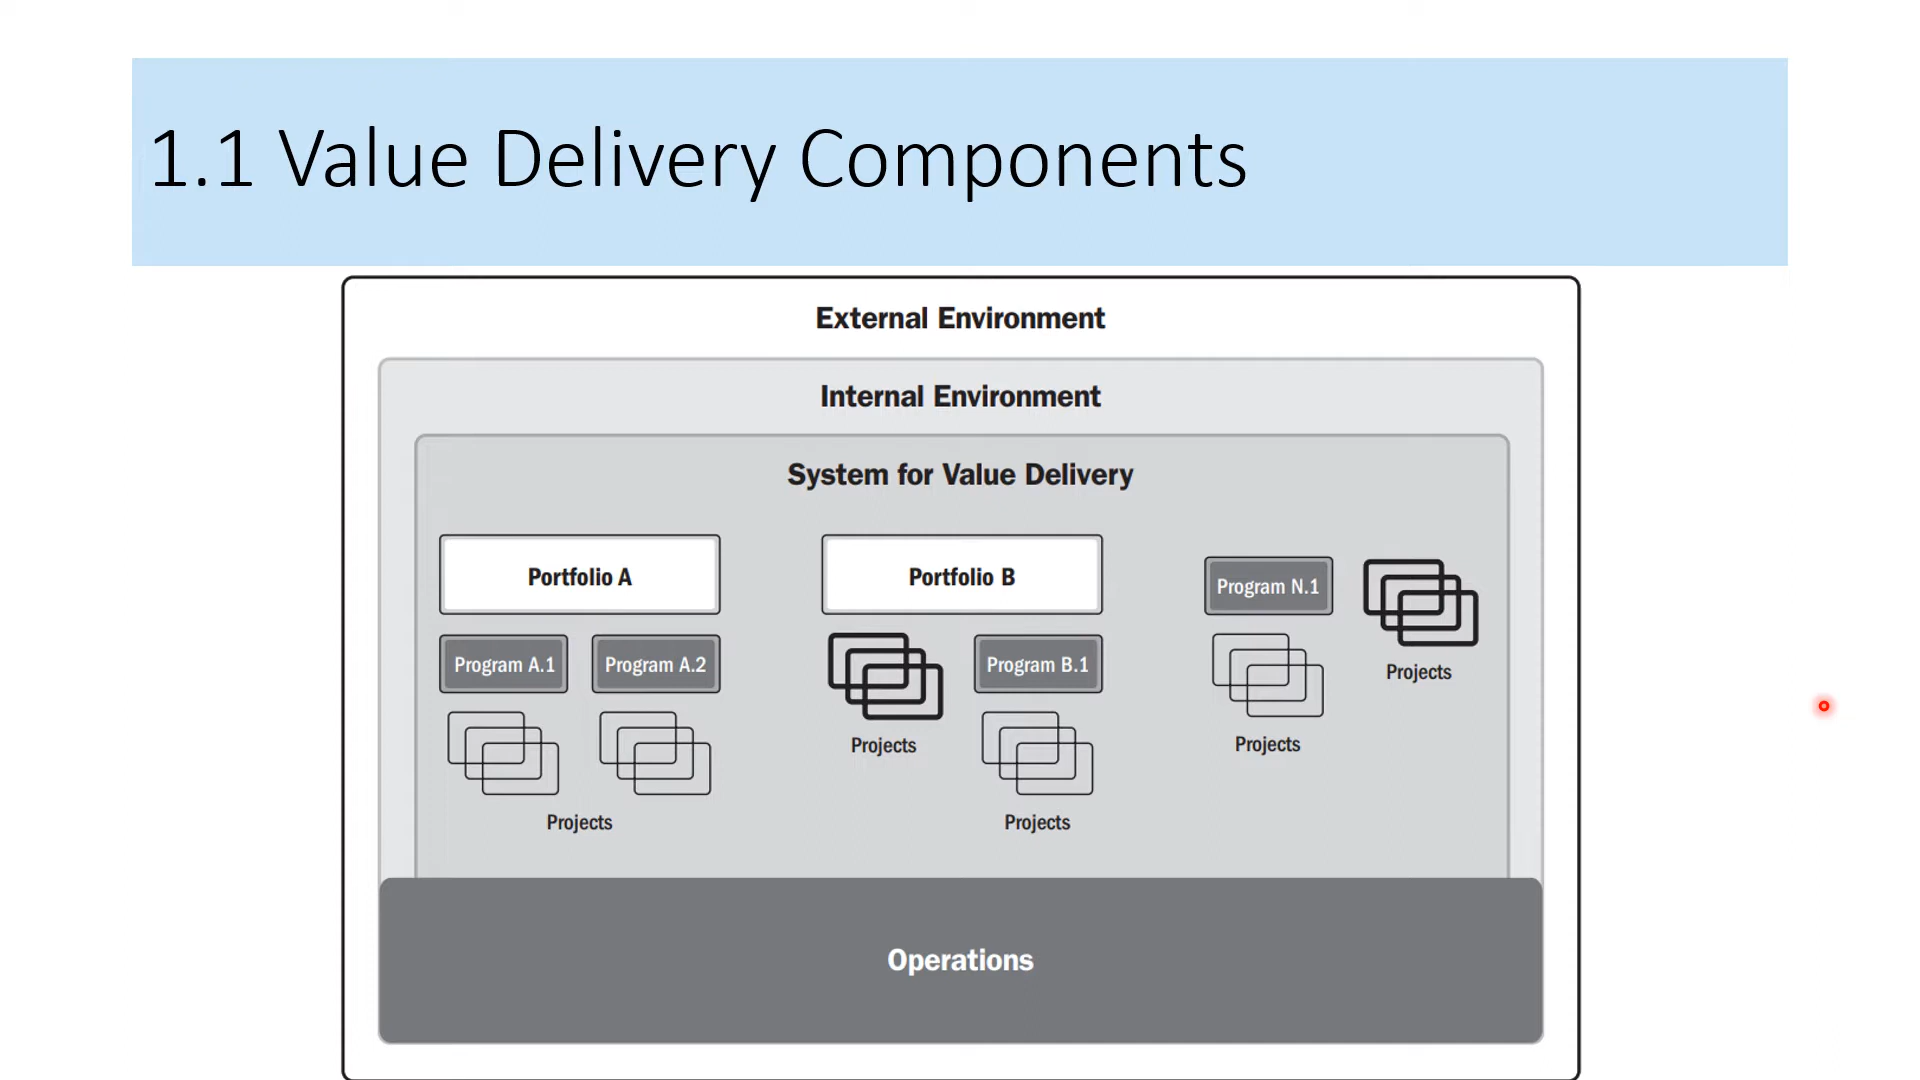 1.1 Value Delivery Components
External Environment
Internal Environment
System for Value Delivery
Portfolio A
Program A.1
Program A.2
Projects
Portfolio B
Projects
Program B.1
Projects
Program N.1
Projects
Projects
Operations